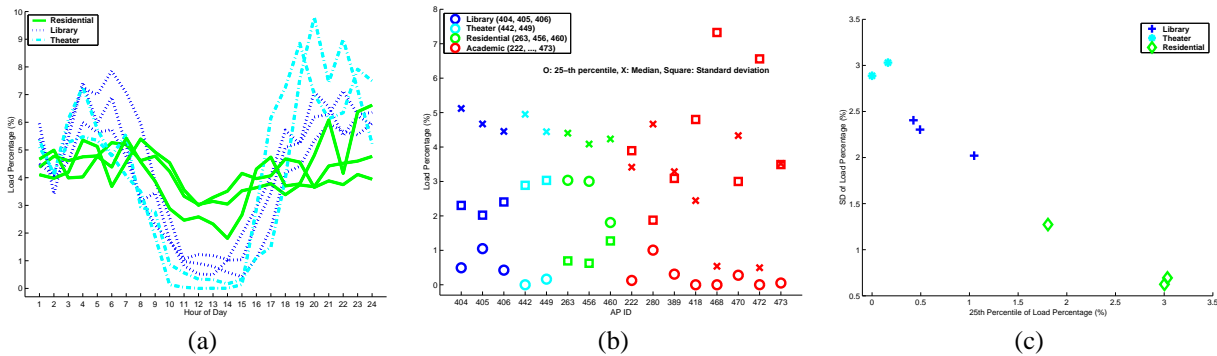 Residential
Library
Theater
10
9
8
7
6
5
4
3
2
1
0
Load Percentage (%)
1 2 3 4 5 6 7 8 9 10 11 12 13 14 15 16 17 18 19 20 21 22 23 24
Hour of Day
(a)
Library (404, 405, 406)
Theater (442, 449)
Residential (263, 456, 460)
Academic (222, ..., 473)
O: 25-th percentile, X: Median, Square: Standard deviation
8
7
6
5
4
3
2
1
0
Load Percentage (%)
404 405 406 442 449 263 456 460 222 280 389 418 468 470 472 473
AP ID
(b)
Library
Theater
Residential
3.5
3
2.5
2
1.5
1
0.5
SD of Load Percentage (%)
0 0.5 1 1.5 2 2.5 3 3.5
25th Percentile of Load Percentage (%)
(c)